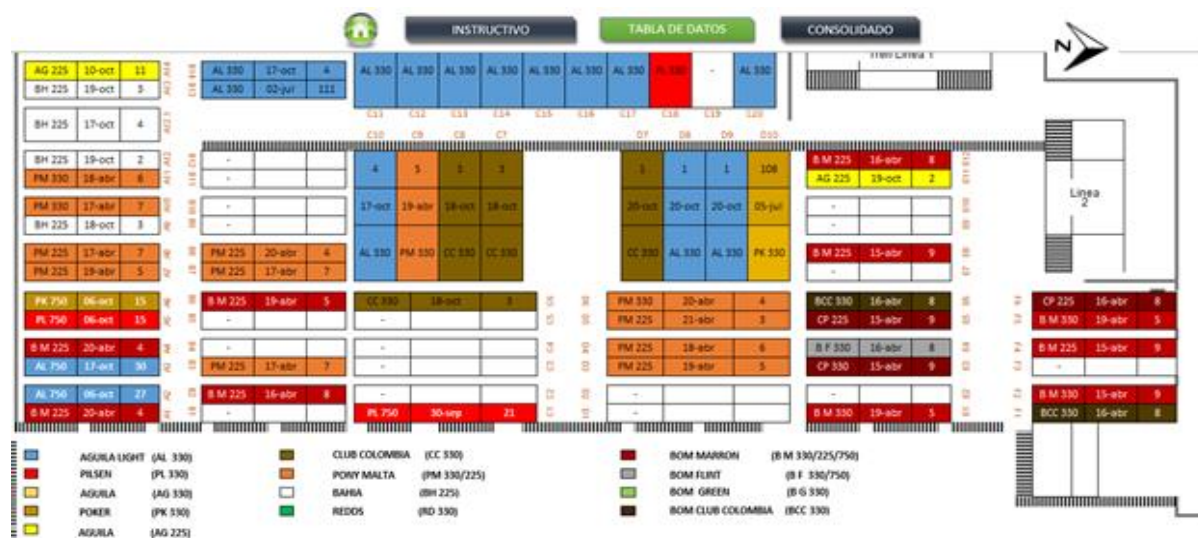 INSTRUCTIVO TABLA DE DATOS CONSOLIDADO
N
Tren Linea 1
AG 225 10-oct 11
BH 225 19-oct 3
AL 330 17-oct 4
AL 330 02-jul 111
AL 330 AL 330 AL 330 AL 330 AL 330 AL 330 AL 330 PL 330 - AL 330
C11 C12 C13 C14 C15 C16 C17 C18 C19
BH 225 17-oct 4
C10 C9 C8 C7 D7 D8 D9 D10
BH 225 19-oct 2 -
PM 330 18-abr 6 -
4 5 3 3
17-oct 19-abr 18-oct 18-oct
AL 330 PM 330 CC 330 CC 330
1 1 108
20-oct 20-oct 20-oct 05-jul
CC 330 AL 330 AL 330 PK 330
B M 225 16-abr 8
AG 225 19-oct 2
Linea
2
PM 330 17-abr 7 -
BH 225 18-oct 3 -
PM 225 17-abr 7 PM 225 20-abr 4 B M 225 15-abr 9
PM 225 19-abr 5 PM 225 17-abr 7 -
PK 750 06-oct 15 B M 225 19-abr 5 CC 330 18-oct 3 PM 330 20-abr 4 BCC 330 16-abr 8 CP 225 16-abr 8
PL 750 06-oct 15 - - PM 225 21-abr 3 CP 225 15-abr 9 B M 330 19-abr 5
B M 225 20-abr 4 - - PM 225 18-abr 6 B F 330 16-abr 8 B M 225 15-abr 9
AL 750 17-oct 30 PM 225 17-abr 7 - PM 225 19-abr 5 CP 330 15-abr 9 -
AL 750 06-oct 27 B M 225 16-abr 8 - - - B M 330 15-abr 9
B M 225 20-abr 4 - PL 750 30-sep 21 - B M 330 19-abr 5 BCC 330 16-abr 8
AGUILA LIGHT (AL 330) CLUB COLOMBIA (CC 330) BOM MARRON (B M 330/225/750)
PILSEN (PL 330) PONY MALTA (PM 330/225) BOM FLINT (B F 330/750)
AGUILA (AG 330) BAHIA (BH 225) BOM GREEN (B G 330)
POKER (PK 330) REDDS (RD 330) BOM CLUB COLOMBIA (BCC 330)
AGUILA (AG 225)